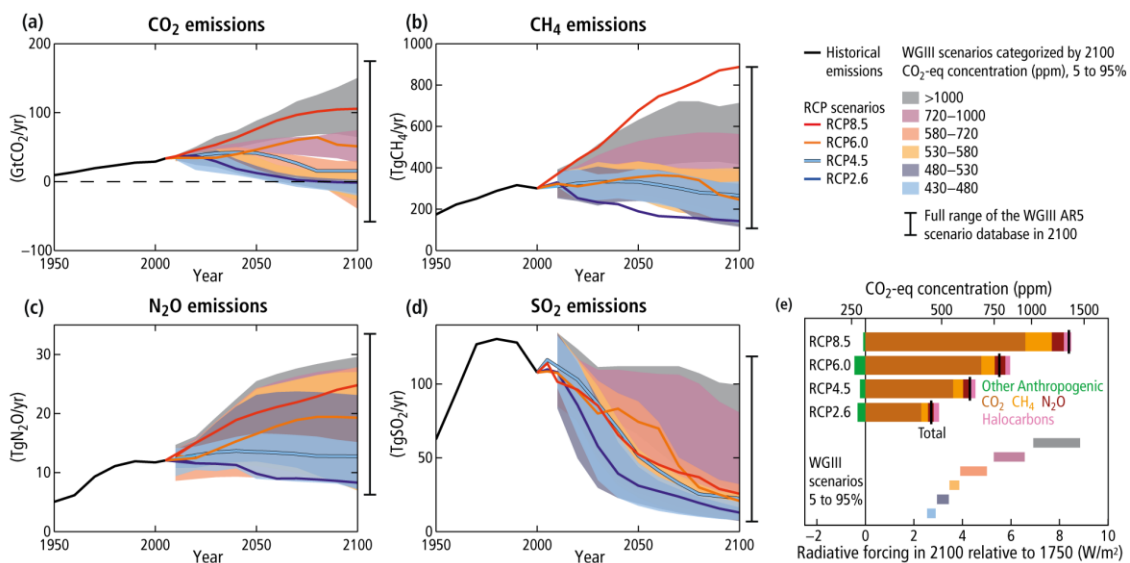 (a)
CO₂ emissions
200
100
0
−100
(GtCO₂/yr)
1950
2000
2050
2100
Year
(b)
CH₄ emissions
1000
800
600
400
200
0
(TgCH₄/yr)
1950
2000
2050
2100
Year
Historical
emissions
RCP scenarios
RCP8.5
RCP6.0
RCP4.5
RCP2.6
WGIII scenarios categorized by 2100
CO₂-eq concentration (ppm), 5 to 95%
>1000
720−1000
580−720
530−580
480−530
430−480
Full range of the WGIII AR5
scenario database in 2100
(c)
N₂O emissions
30
20
10
0
(TgN₂O/yr)
1950
2000
2050
2100
Year
(d)
SO₂ emissions
100
50
0
(TgSO₂/yr)
1950
2000
2050
2100
Year
(e)
CO₂-eq concentration (ppm)
250
500
750
1000
1500
RCP8.5
RCP6.0
RCP4.5
RCP2.6
Other Anthropogenic
CO₂ CH₄ N₂O
Halocarbons
Total
WGIII
scenarios
5 to 95%
−2
0
2
4
6
8
10
Radiative forcing in 2100 relative to 1750 (W/m²)